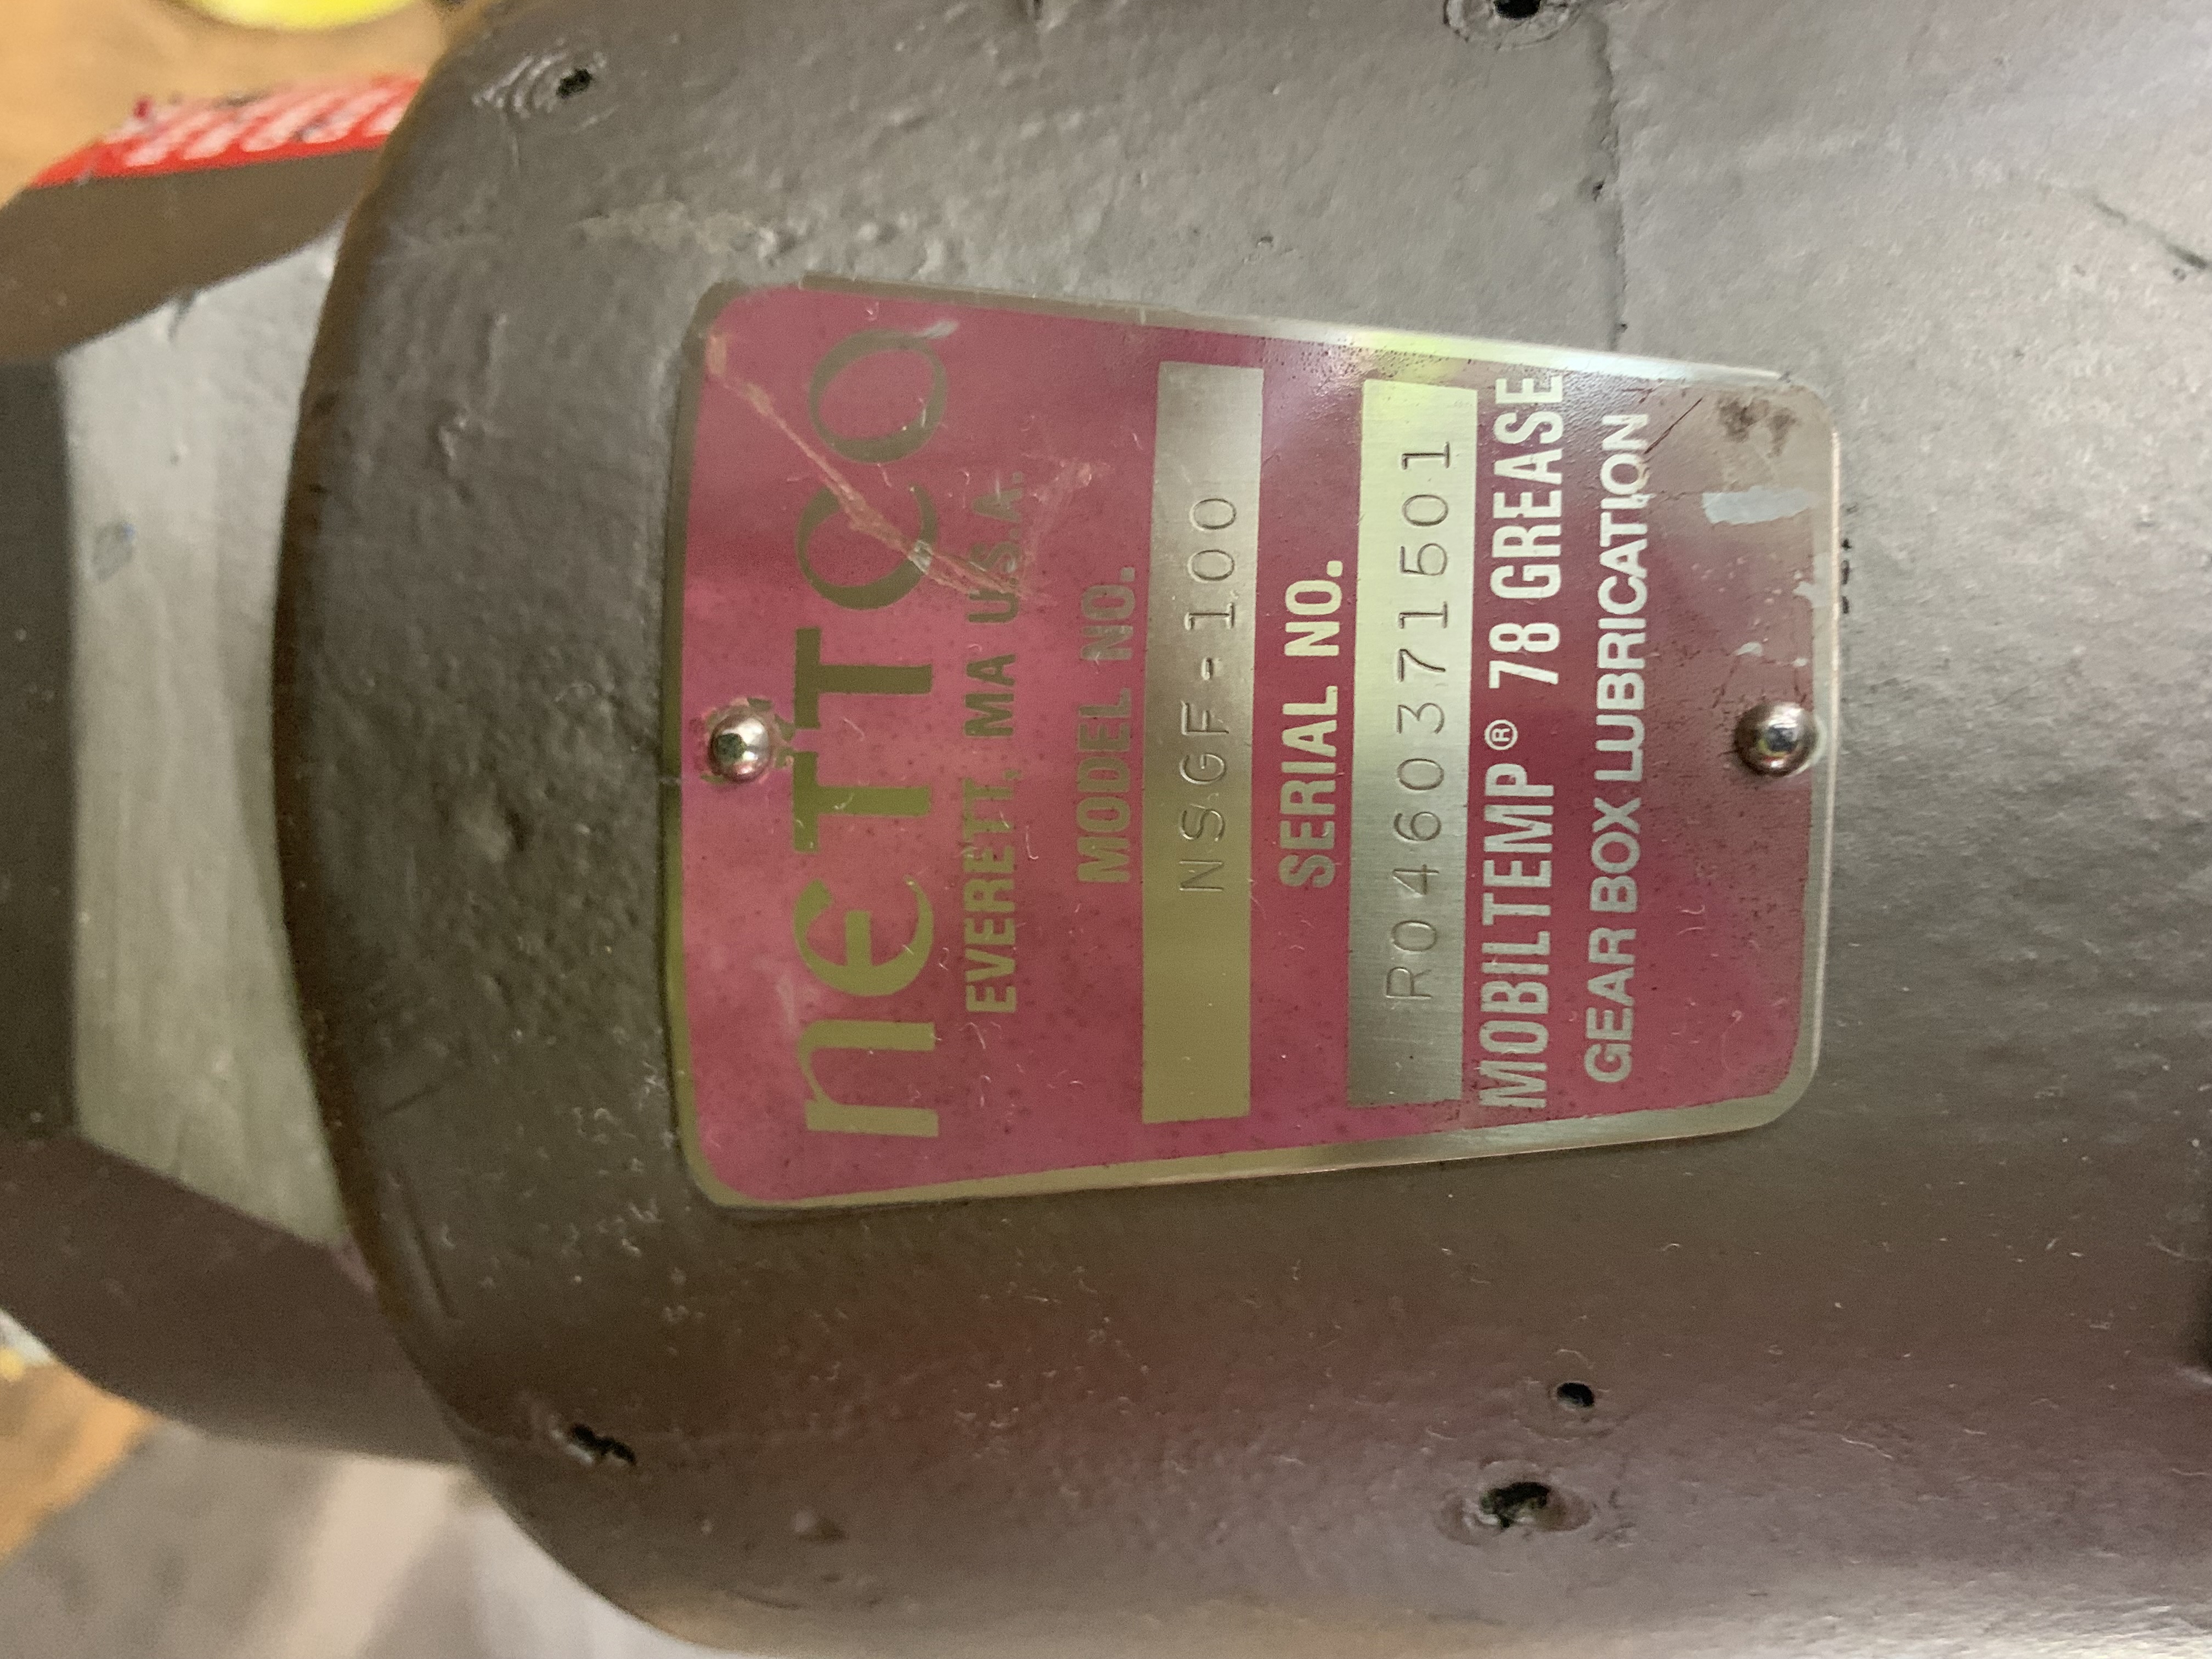 neTTCO
EVERETT, MA U.S.A.
MODEL NO.
NSGF-100
SERIAL NO.
R0460371501
MOBILTEMP® 78 GREASE
GEAR BOX LUBRICATION